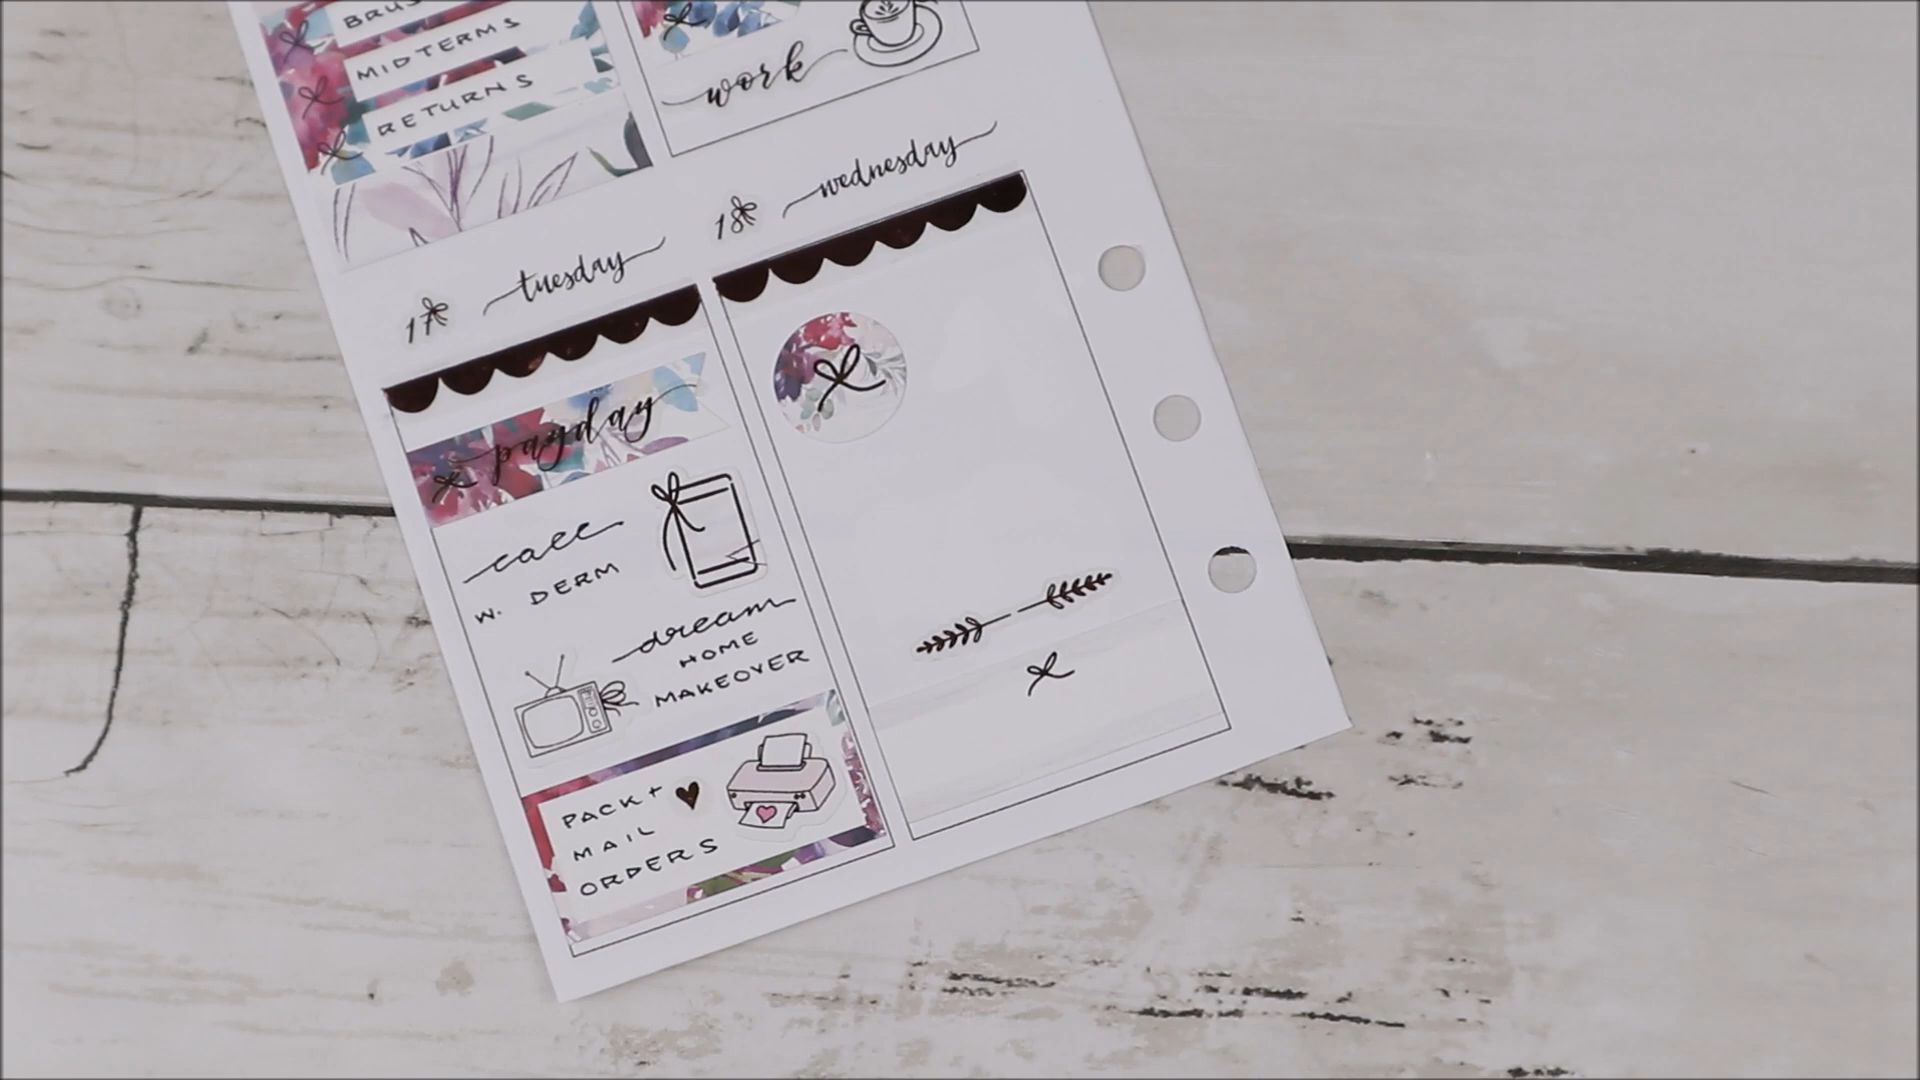 MIDTERMS
RETURNS
work
17 tuesday
payday
call
W. DERM
dream
HOME
MAKEOVER
PACK +
MAIL
ORDERS
18 wednesday